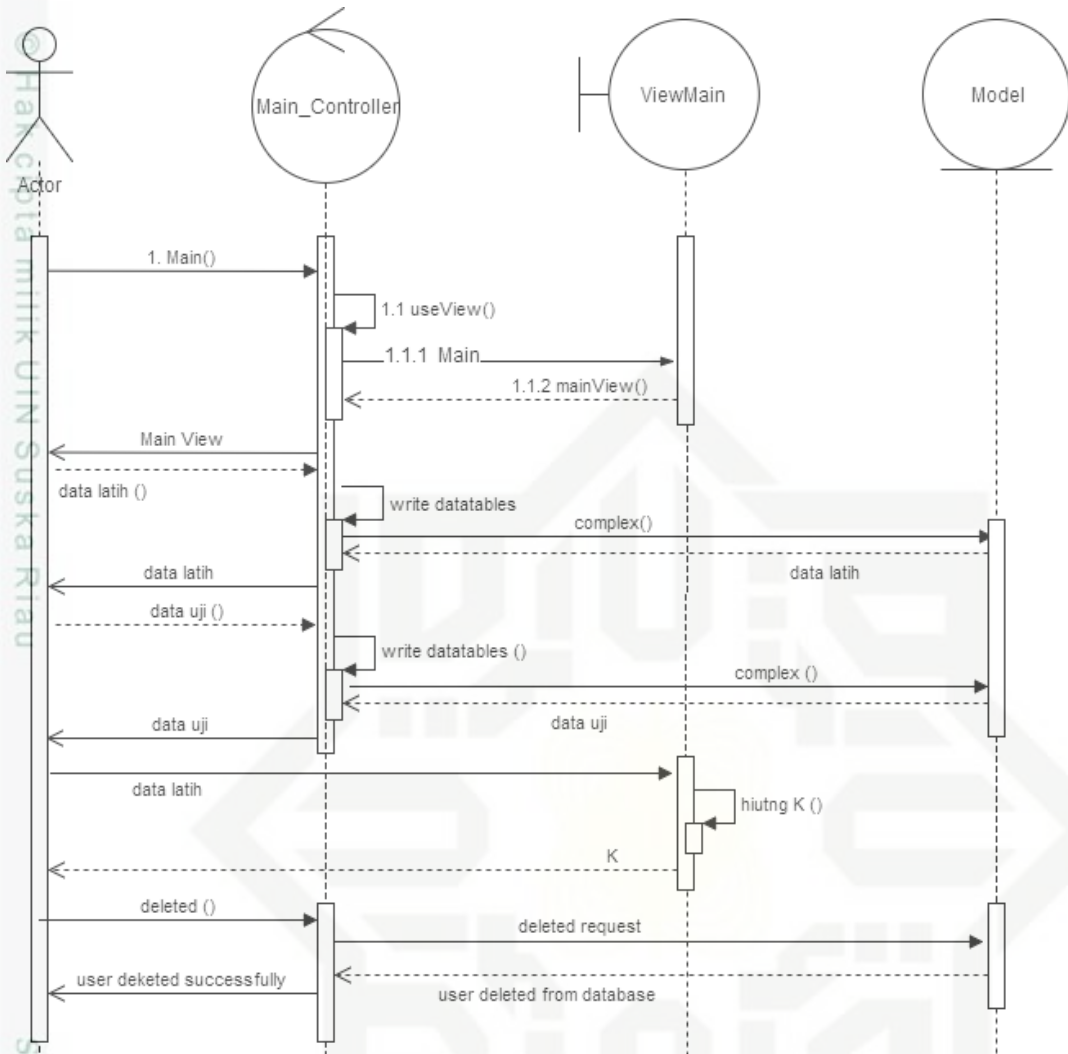 © Hak cipta milik UIN Suska Riau
Actor
Main_Controller
ViewMain
Model
1. Main()
1.1 useView()
1.1.1 Main
1.1.2 mainView()
Main View
data latih ()
write datatables
complex()
data latih
data latih
data uji ()
write datatables ()
complex ()
data uji
data uji
data latih
hiutng K ()
K
deleted ()
deleted request
user deketed successfully
user deleted from database
S